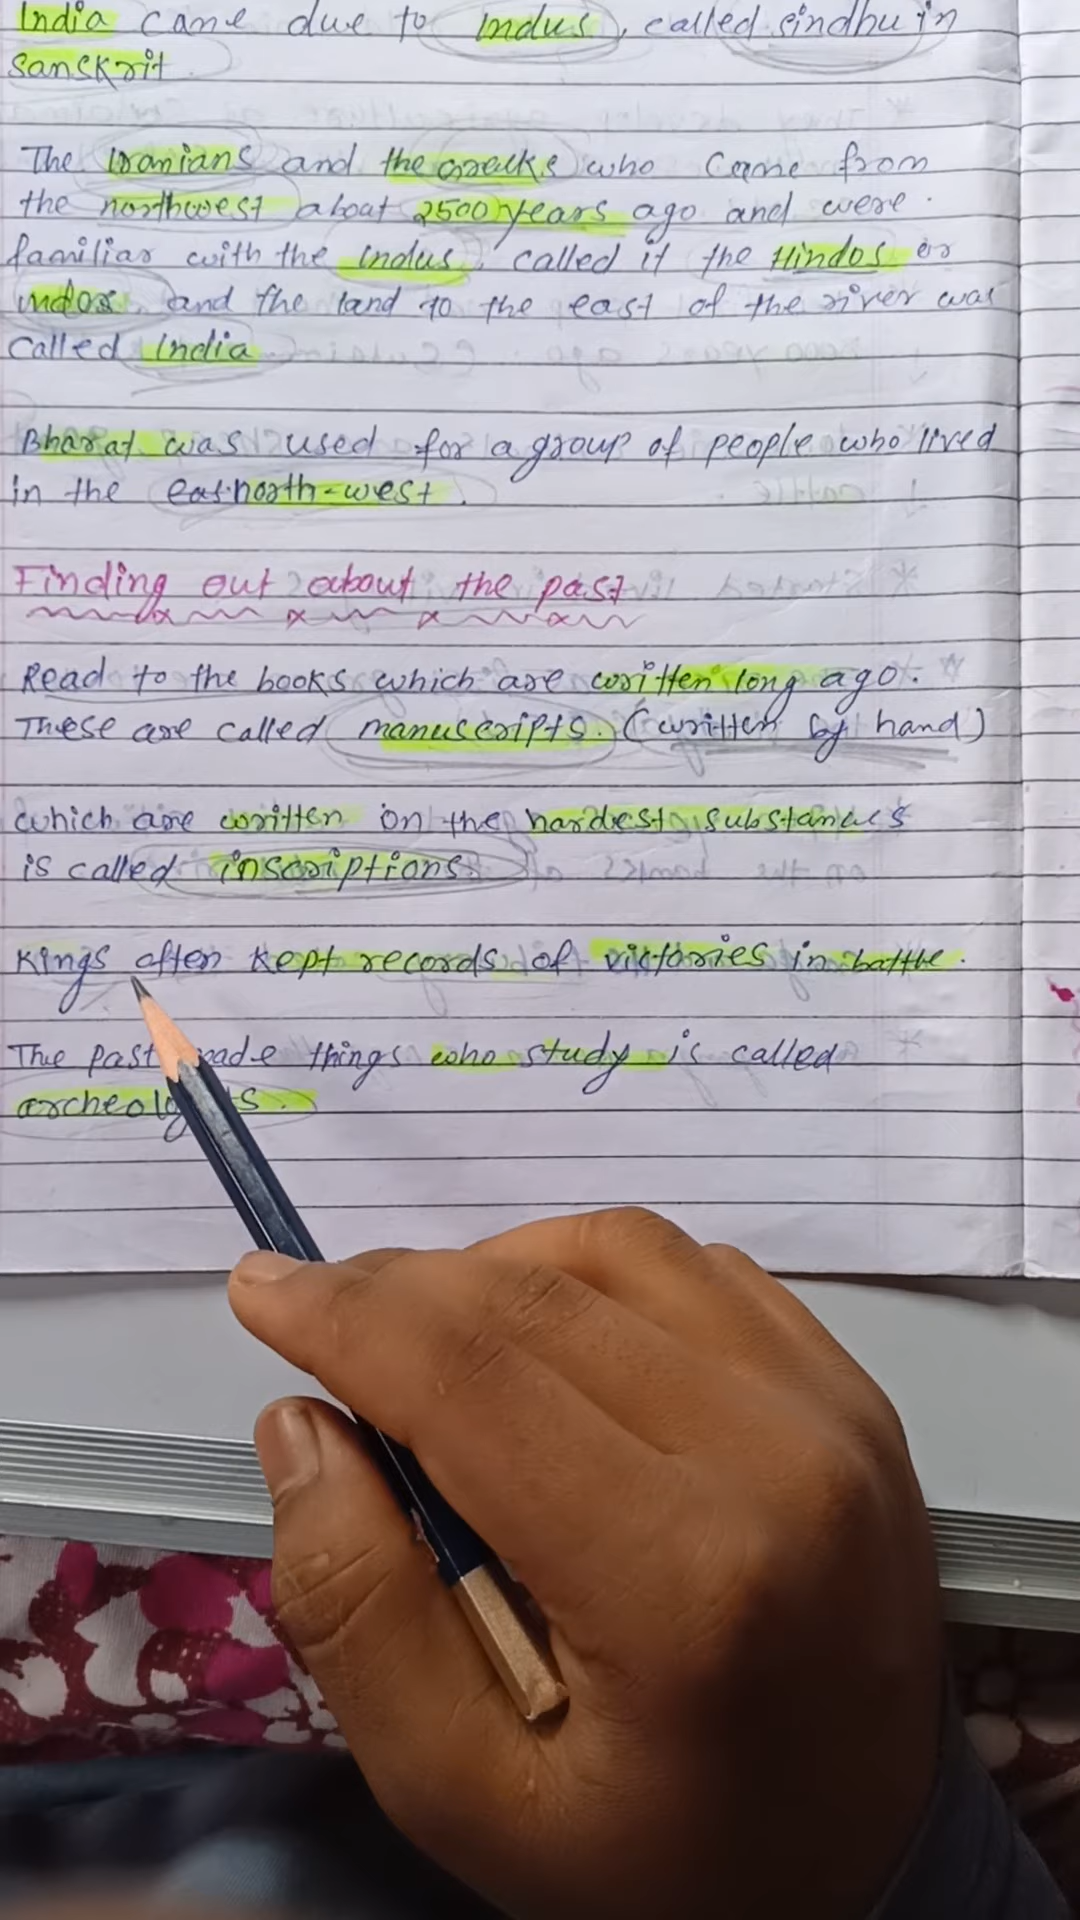 India came due to Indus, called sindhu in
sanskrit.
The Iranians and the Greeks who came from
the northwest about 2500 years ago and were
familiar with the Indus, called it the Hindos or
Indos, and the land to the east of the river was
called India
Bharat was used for a group of people who lived
in the north-west.
Finding out about the past
Read to the books which are written long ago.
These are called manuscripts. (written by hand)
which are written on the hardest substances
is called inscriptions.
Kings often kept records of victories in battle.
The past made things who study is called